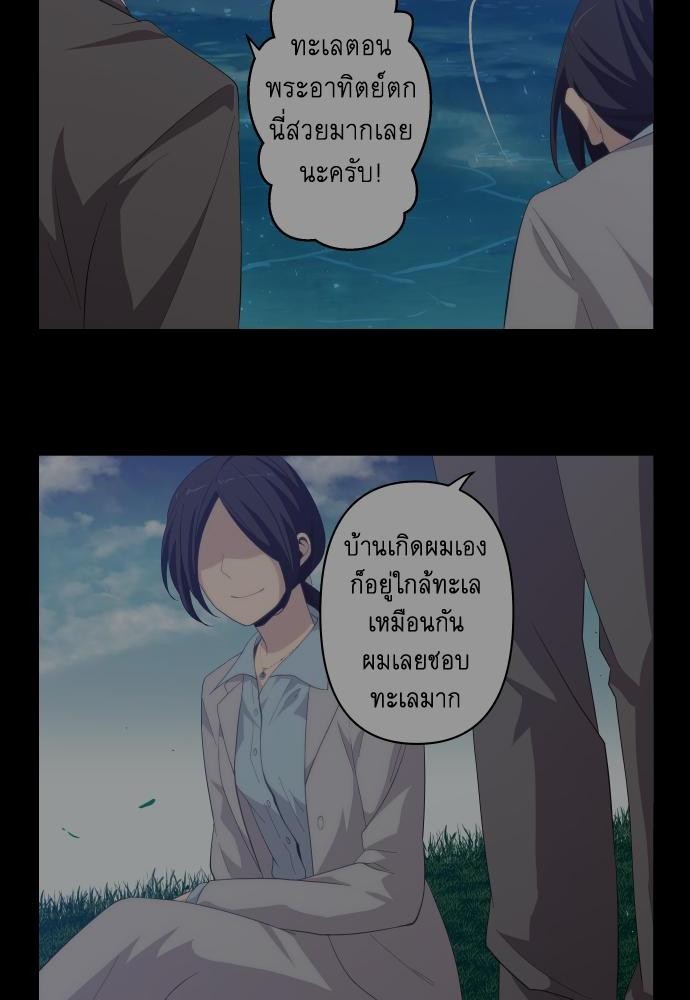 ทะเลตอน
พระอาทิตย์ตก
นี่สวยมากเลย
นะครับ!
บ้านเกิดผมเอง
ก็อยู่ใกล้ทะเล
เหมือนกัน
ผมเลยชอบ
ทะเลมาก